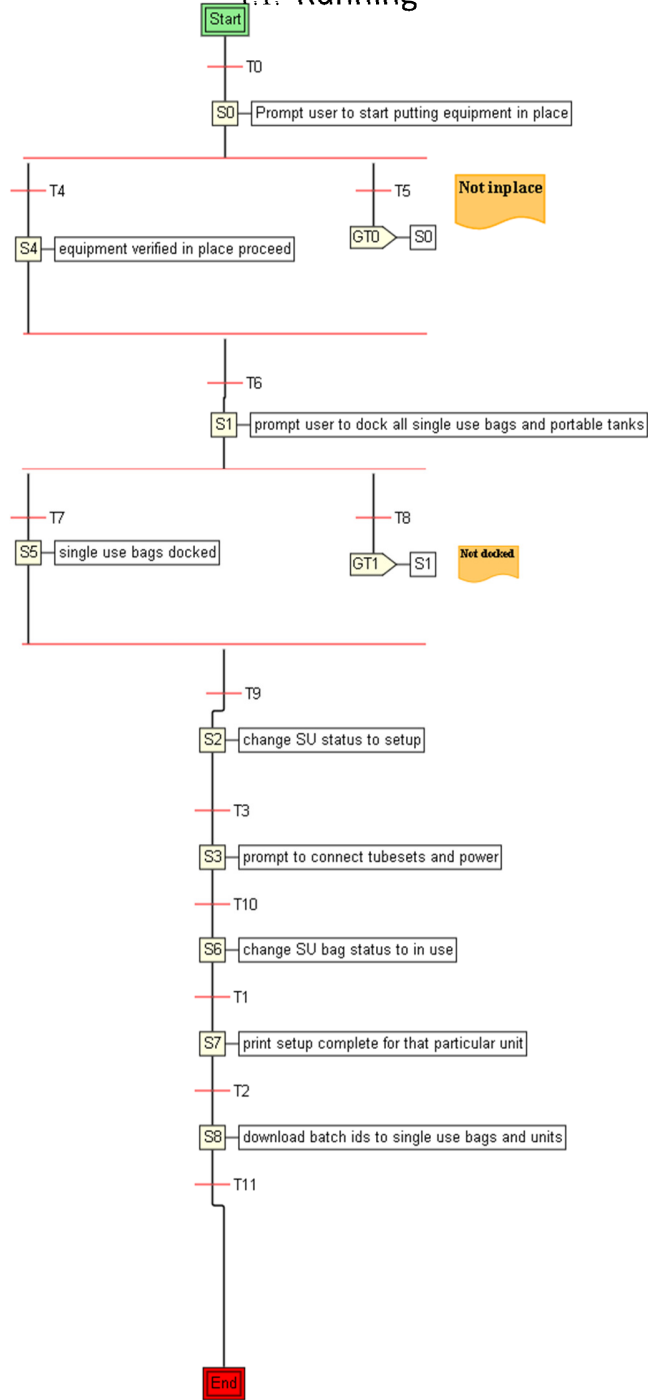 Running
Start
T0
S0 Prompt user to start putting equipment in place
T4 T5 Not inplace
GT0 S0
S4 equipment verified in place proceed
T6
S1 prompt user to dock all single use bags and portable tanks
T7 T8
S5 single use bags docked Not docked
GT1 S1
T9
S2 change SU status to setup
T3
S3 prompt to connect tubesets and power
T10
S6 change SU bag status to in use
T1
S7 print setup complete for that particular unit
T2
S8 download batch ids to single use bags and units
T11
End